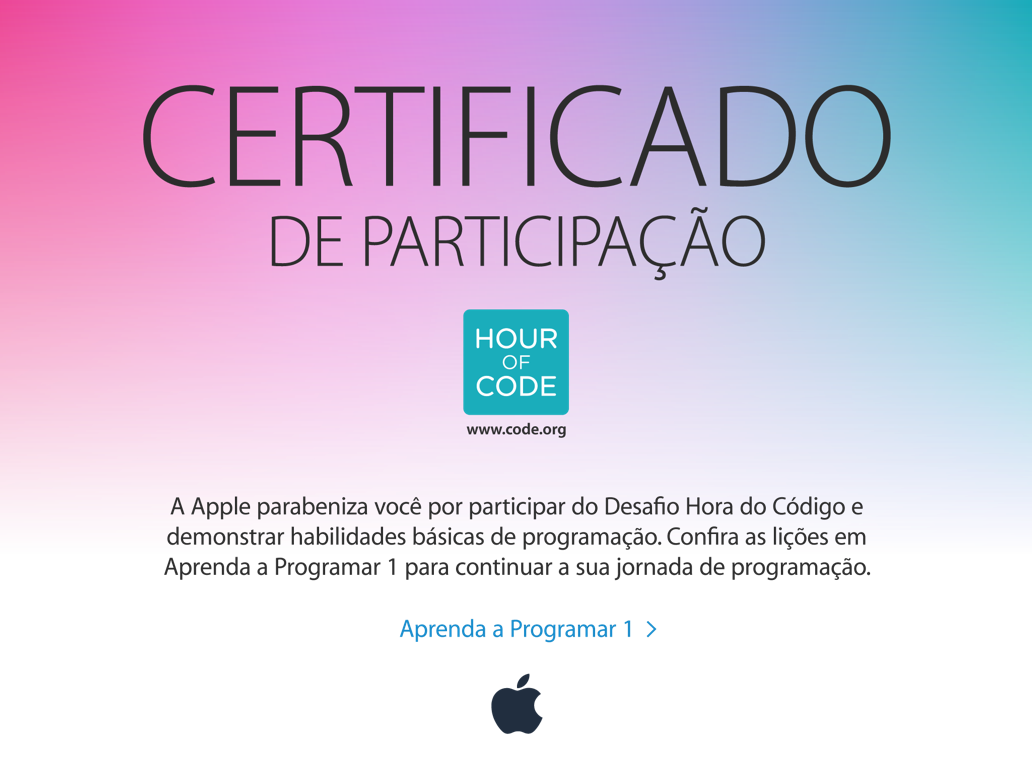 CERTIFICADO
DE PARTICIPAÇÃO
HOUR
OF
CODE
www.code.org
A Apple parabeniza você por participar do Desafio Hora do Código e
demonstrar habilidades básicas de programação. Confira as lições em
Aprenda a Programar 1 para continuar a sua jornada de programação.
Aprenda a Programar 1 >